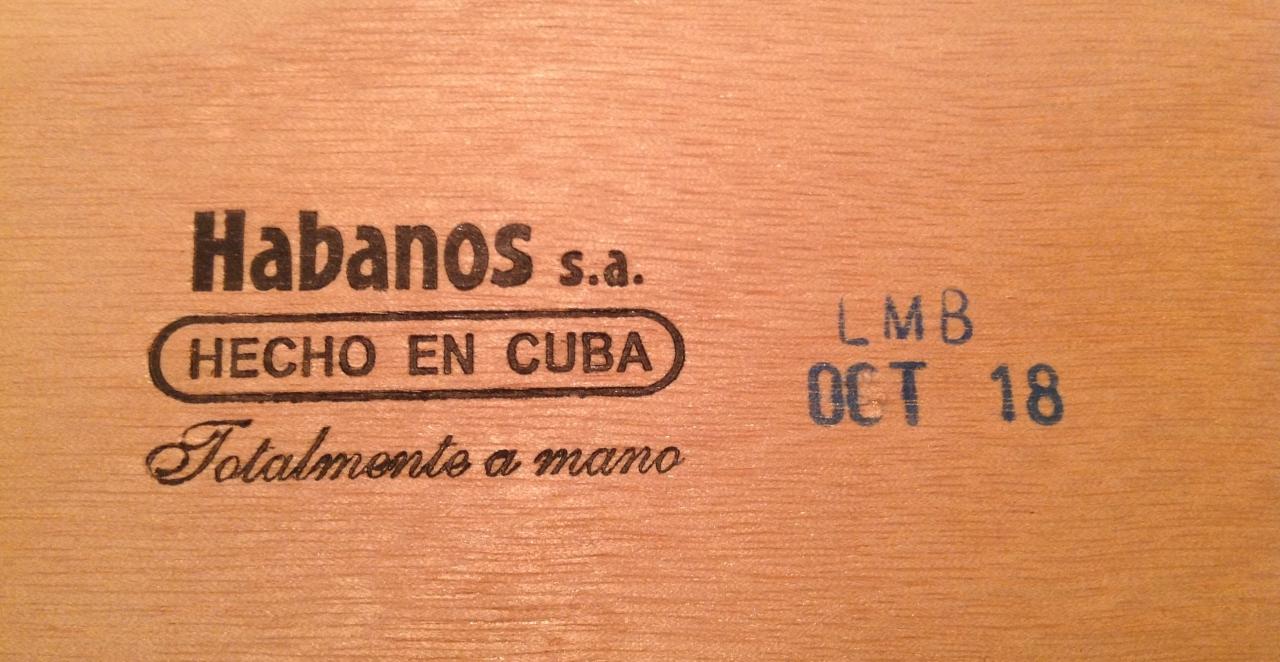 Habanos s.a.
HECHO EN CUBA
Totalmente a mano
LMB
OCT 18